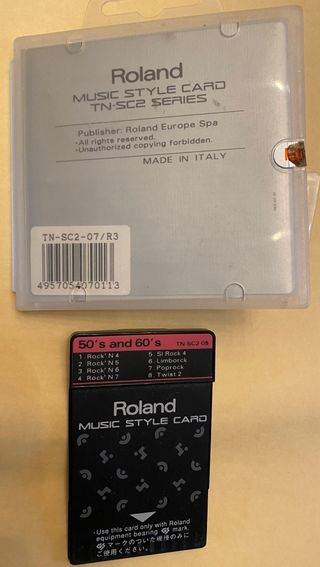 Roland
MUSIC STYLE CARD
TN-SC2 SERIES
Publisher: Roland Europe Spa
•All rights reserved.
•Unauthorized copying forbidden.
MADE IN ITALY
TN-SC2-07/R3
4957054070113
50's and 60's TN-SC2-08
1 Rock'N 4 5 Sl Rock 4
2 Rock'N 5 6 Limborck
3 Rock'N 6 7 Poprock
4 Rock'N 7 8 Twist 2
Roland
MUSIC STYLE CARD
•Use this card only with Roland
equipment bearing mark.
マークのついた機種のみに
ご使用ください。